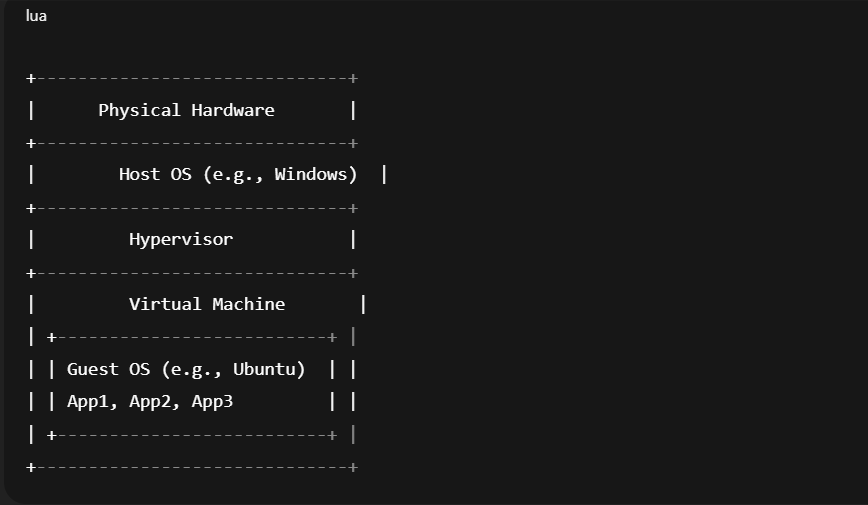 lua
+------------------------------+
|      Physical Hardware       |
+------------------------------+
|        Host OS (e.g., Windows)  |
+------------------------------+
|         Hypervisor           |
+------------------------------+
|         Virtual Machine       |
| +--------------------------+ |
| | Guest OS (e.g., Ubuntu)  | |
| | App1, App2, App3         | |
| +--------------------------+ |
+------------------------------+